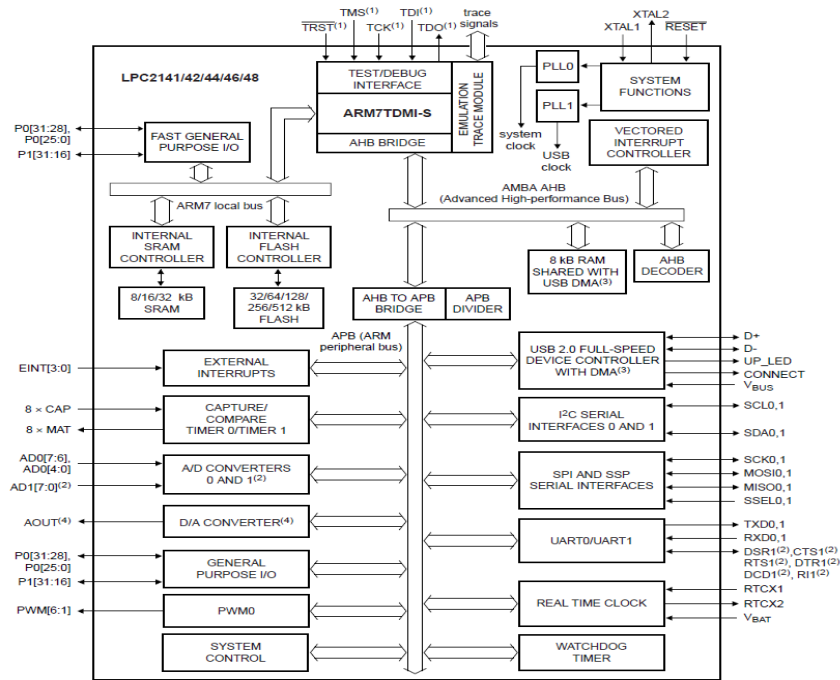 TMS(1)
TDI(1)
trace
signals
TRST(1)
TCK(1)
TDO(1)
XTAL2
XTAL1
RESET
LPC2141/42/44/46/48
TEST/DEBUG
INTERFACE
ARM7TDMI-S
AHB BRIDGE
EMULATION
TRACE MODULE
PLL0
PLL1
system
clock
USB
clock
SYSTEM
FUNCTIONS
VECTORED
INTERRUPT
CONTROLLER
P0[31:28],
P0[25:0]
P1[31:16]
FAST GENERAL
PURPOSE I/O
ARM7 local bus
AMBA AHB
(Advanced High-performance Bus)
INTERNAL
SRAM
CONTROLLER
INTERNAL
FLASH
CONTROLLER
8/16/32 kB
SRAM
32/64/128/
256/512 kB
FLASH
8 kB RAM
SHARED WITH
USB DMA(3)
AHB
DECODER
AHB TO APB
BRIDGE
APB
DIVIDER
APB (ARM
peripheral bus)
EINT[3:0]
EXTERNAL
INTERRUPTS
8 × CAP
8 × MAT
CAPTURE/
COMPARE
TIMER 0/TIMER 1
AD0[7:6],
AD0[4:0]
AD1[7:0](2)
A/D CONVERTERS
0 AND 1(2)
AOUT(4)
D/A CONVERTER(4)
P0[31:28],
P0[25:0]
P1[31:16]
GENERAL
PURPOSE I/O
PWM[6:1]
PWM0
SYSTEM
CONTROL
USB 2.0 FULL-SPEED
DEVICE CONTROLLER
WITH DMA(3)
D+
D-
UP_LED
CONNECT
VBUS
I2C SERIAL
INTERFACES 0 AND 1
SCL0,1
SDA0,1
SPI AND SSP
SERIAL INTERFACES
SCK0,1
MOSI0,1
MISO0,1
SSEL0,1
UART0/UART1
TXD0,1
RXD0,1
DSR1(2),CTS1(2)
RTS1(2), DTR1(2)
DCD1(2), RI1(2)
REAL TIME CLOCK
RTCX1
RTCX2
VBAT
WATCHDOG
TIMER